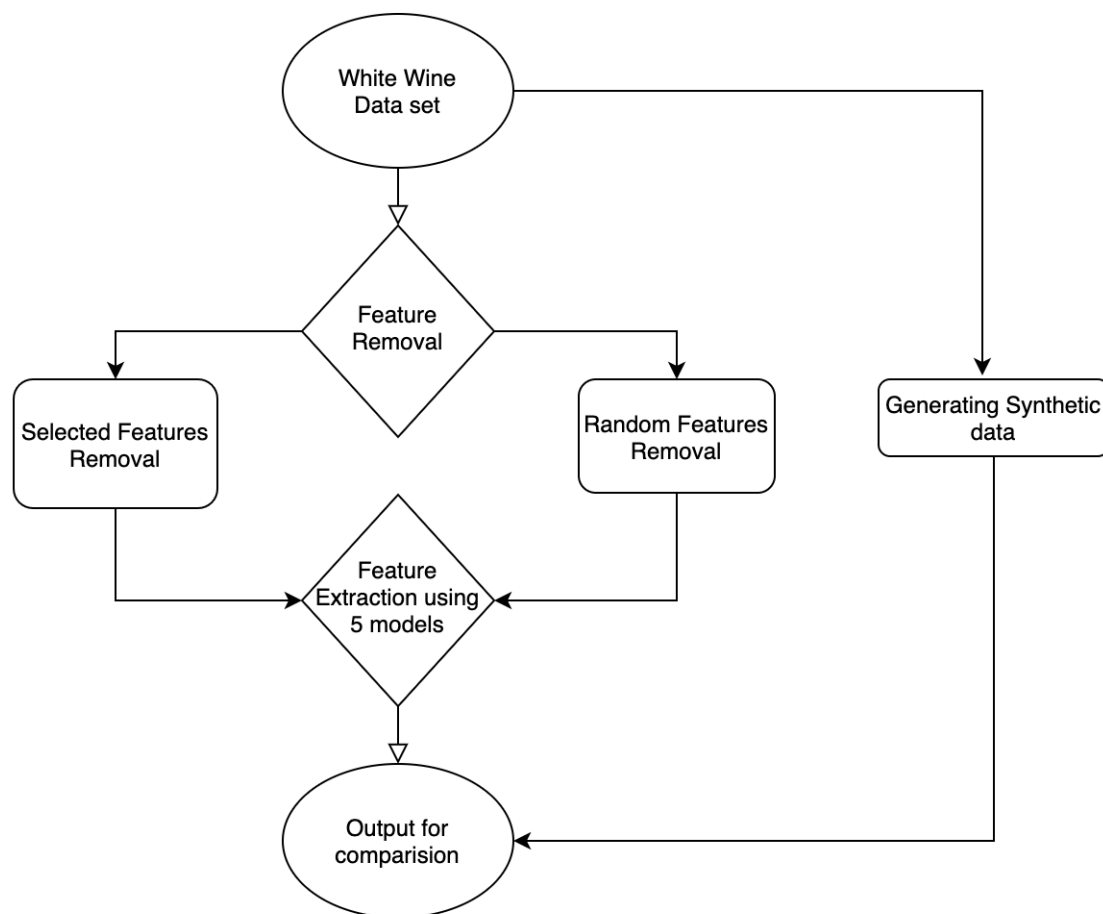 White Wine
Data set
Feature
Removal
Selected Features
Removal
Random Features
Removal
Generating Synthetic
data
Feature
Extraction using
5 models
Output for
comparision